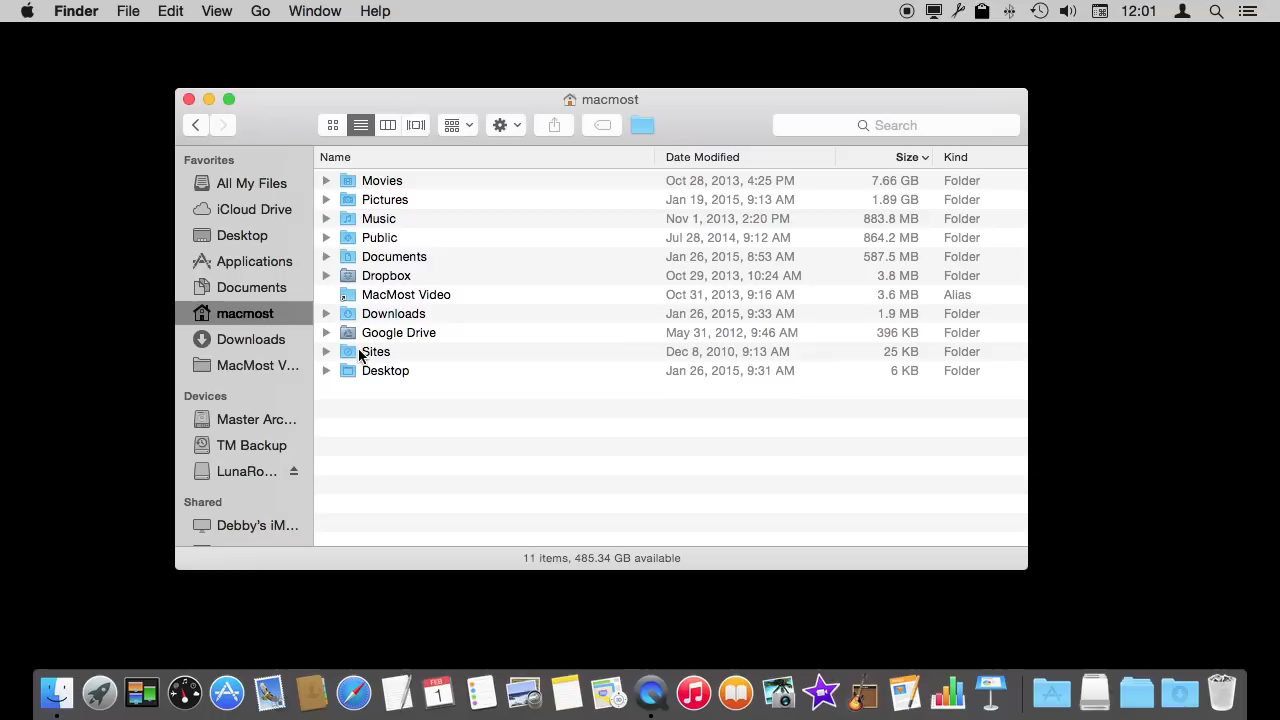 Finder File Edit View Go Window Help 12:01
macmost
Search
Favorites
All My Files
iCloud Drive
Desktop
Applications
Documents
macmost
Downloads
MacMost V...
Devices
Master Arc...
TM Backup
LunaRo...
Shared
Debby's iM...
Name Date Modified Size Kind
Movies Oct 28, 2013, 4:25 PM 7.66 GB Folder
Pictures Jan 19, 2015, 9:13 AM 1.89 GB Folder
Music Nov 1, 2013, 2:20 PM 883.8 MB Folder
Public Jul 28, 2014, 9:12 AM 864.2 MB Folder
Documents Jan 26, 2015, 8:53 AM 587.5 MB Folder
Dropbox Oct 29, 2013, 10:24 AM 3.8 MB Folder
MacMost Video Oct 31, 2013, 9:16 AM 3.6 MB Alias
Downloads Jan 26, 2015, 9:33 AM 1.9 MB Folder
Google Drive May 31, 2012, 9:46 AM 396 KB Folder
Sites Dec 8, 2010, 9:13 AM 25 KB Folder
Desktop Jan 26, 2015, 9:31 AM 6 KB Folder
11 items, 485.34 GB available
FEB
1